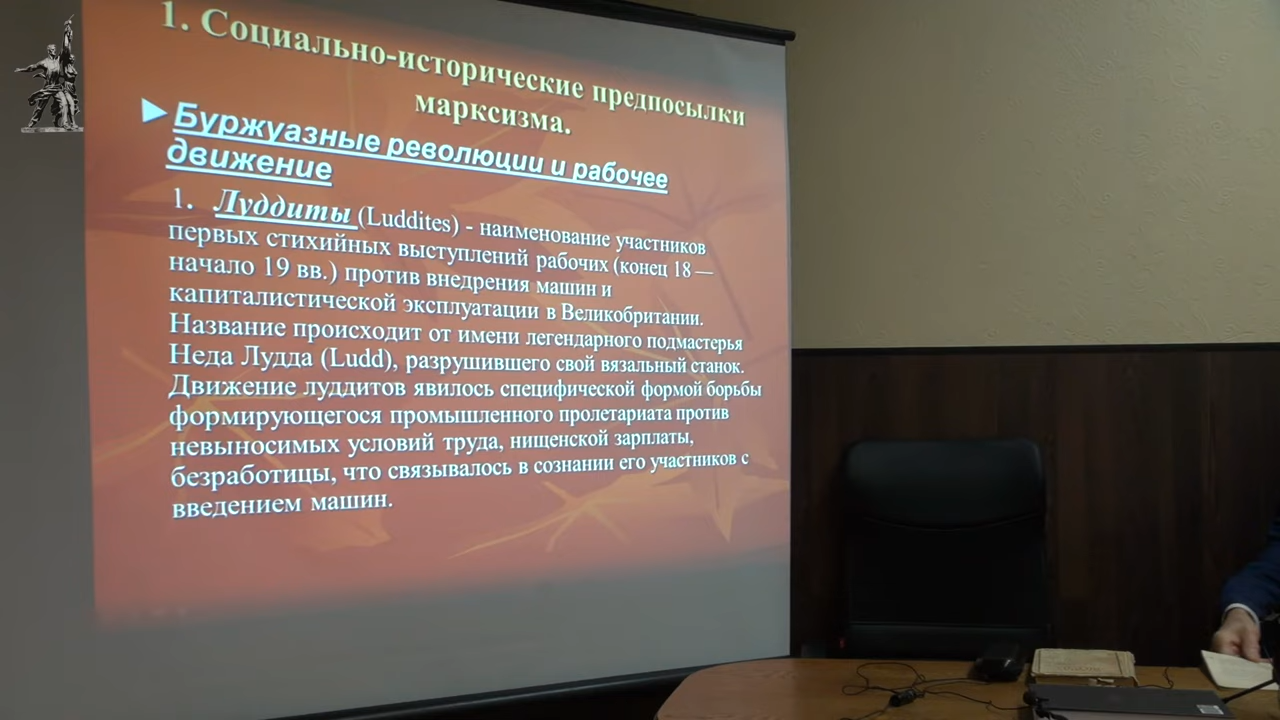 1. Социально-исторические предпосылки
марксизма.
Буржуазные революции и рабочее
движение
1. Луддиты (Luddites) - наименование участников
первых стихийных выступлений рабочих (конец 18 —
начало 19 вв.) против внедрения машин и
капиталистической эксплуатации в Великобритании.
Название происходит от имени легендарного подмастерья
Неда Лудда (Ludd), разрушившего свой вязальный станок.
Движение луддитов явилось специфической формой борьбы
формирующегося промышленного пролетариата против
невыносимых условий труда, нищенской зарплаты,
безработицы, что связывалось в сознании его участников с
введением машин.